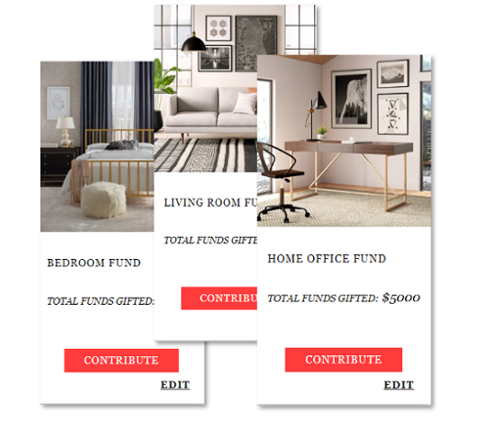 BEDROOM FUND
TOTAL FUNDS GIFTED:
CONTRIBUTE
EDIT
LIVING ROOM FU
TOTAL FUNDS GIFTE
CONTRIBU
HOME OFFICE FUND
TOTAL FUNDS GIFTED: $5000
CONTRIBUTE
EDIT